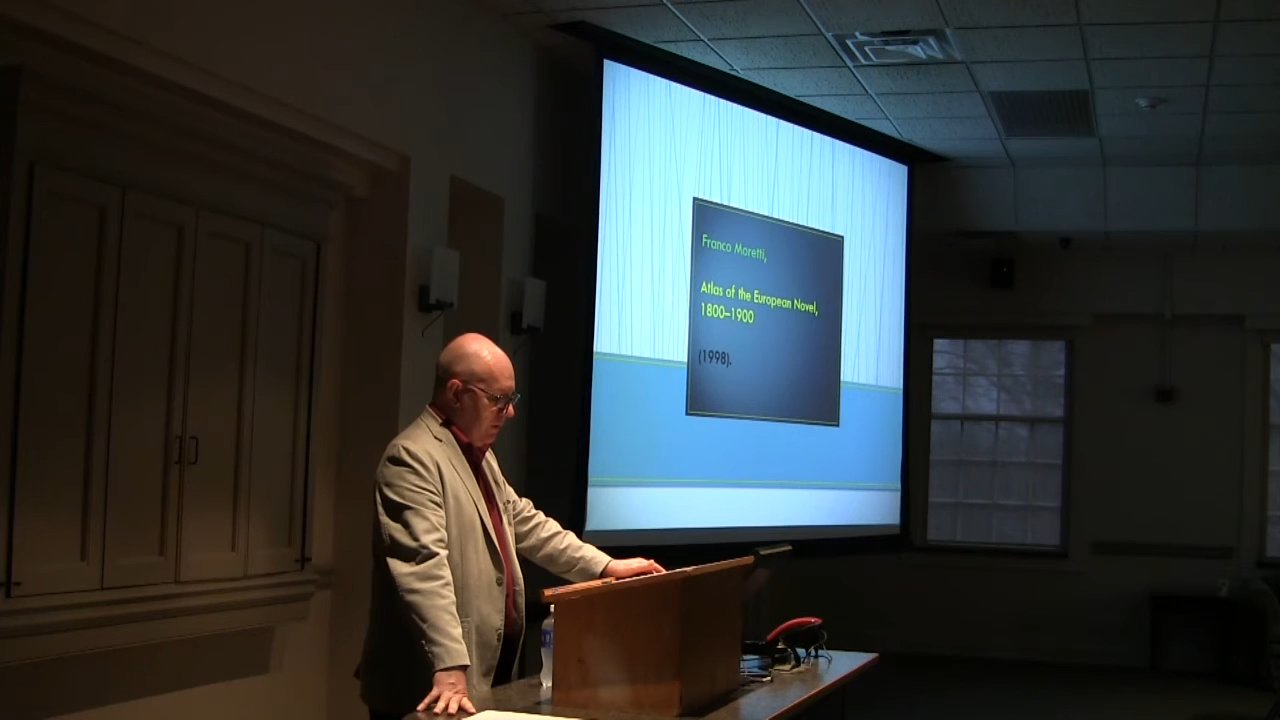 Franco Moretti,
Atlas of the European Novel,
1800–1900
(1998).